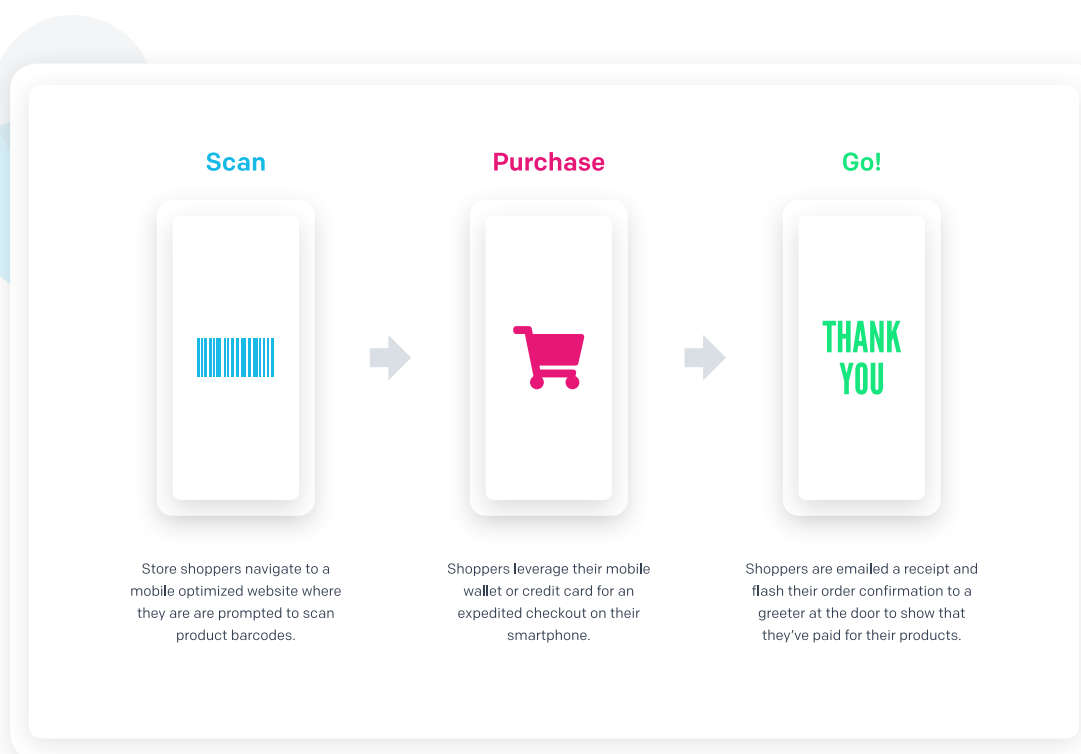 Scan
Purchase
Go!
THANK
YOU
Store shoppers navigate to a
mobile optimized website where
they are are prompted to scan
product barcodes.
Shoppers leverage their mobile
wallet or credit card for an
expedited checkout on their
smartphone.
Shoppers are emailed a receipt and
flash their order confirmation to a
greeter at the door to show that
they've paid for their products.